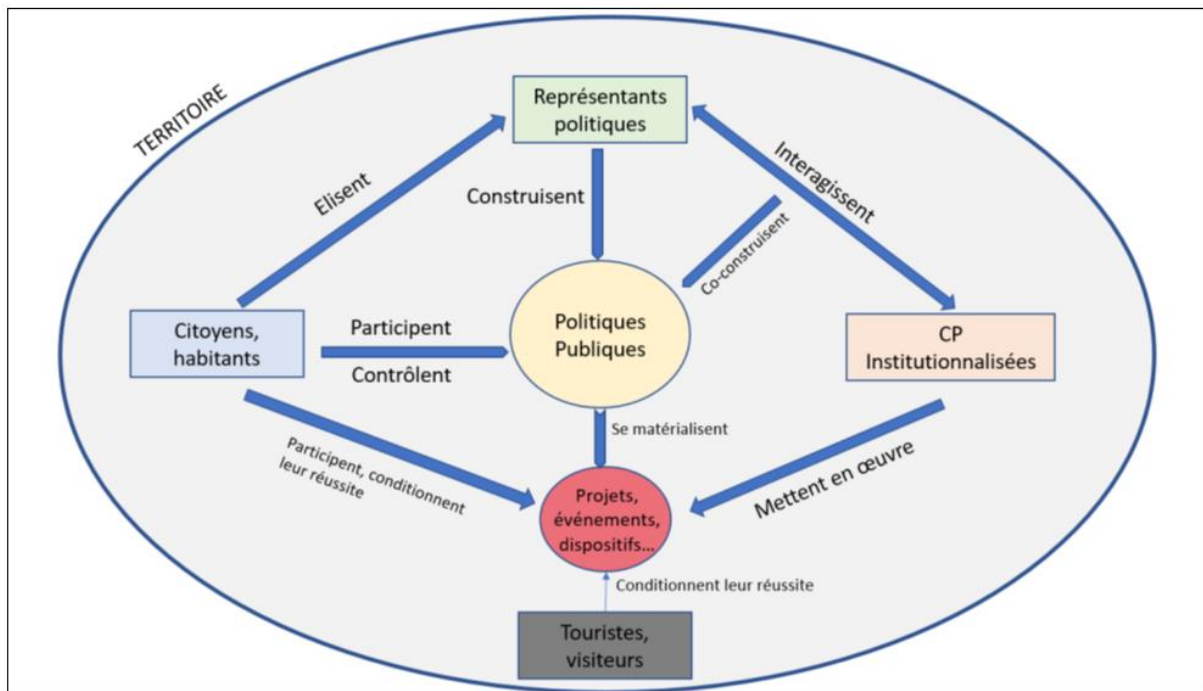 TERRITOIRE
Représentants
politiques
Elisent
Construisent
Interagissent
Co-construisent
Citoyens,
habitants
Participent
Contrôlent
Politiques
Publiques
CP
Institutionnalisées
Participent, conditionnent
leur réussite
Se matérialisent
Mettent en œuvre
Projets,
événements,
dispositifs...
Conditionnent leur réussite
Touristes,
visiteurs